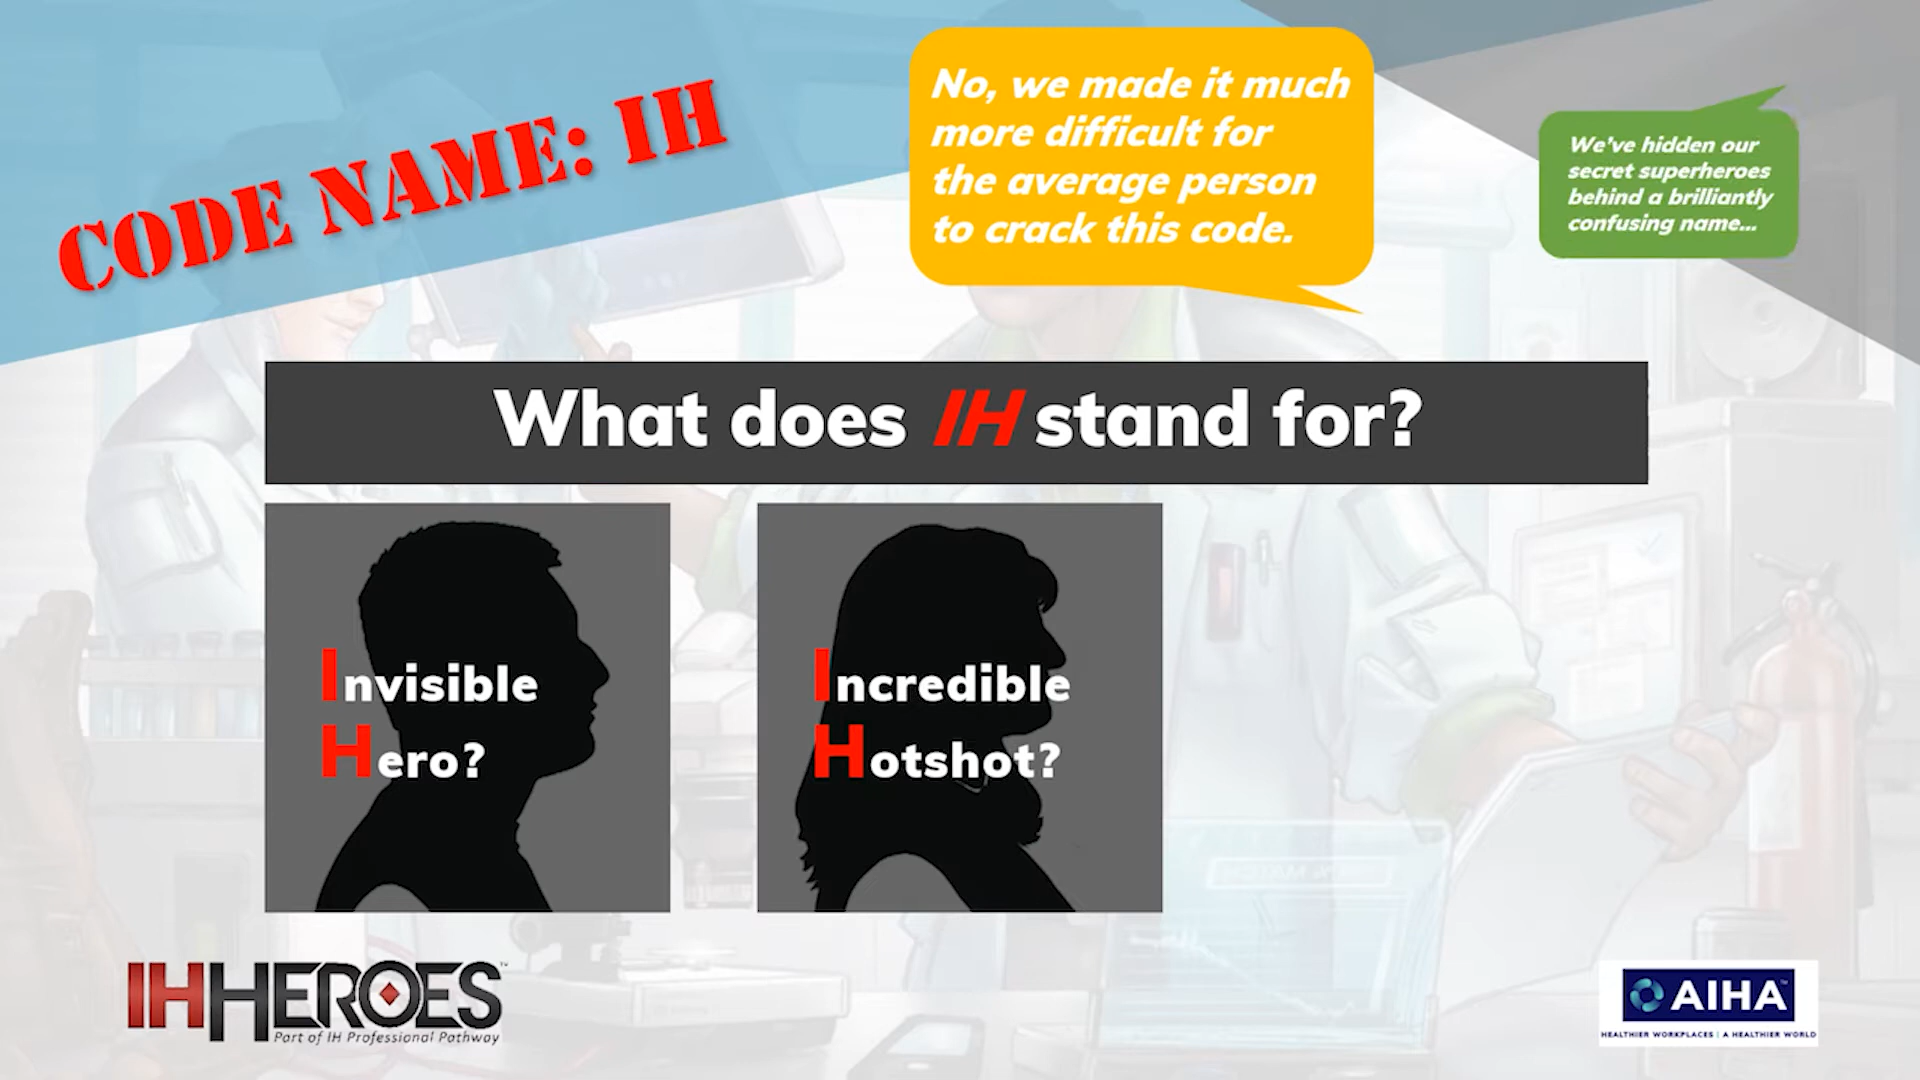 CODE NAME: IH
No, we made it much
more difficult for
the average person
to crack this code.
We've hidden our
secret superheroes
behind a brilliantly
confusing name...
What does IH stand for?
Invisible
Hero?
Incredible
Hotshot?
IHHEROES™
Part of IH Professional Pathway
AIHA
HEALTHIER WORKPLACES | A HEALTHIER WORLD